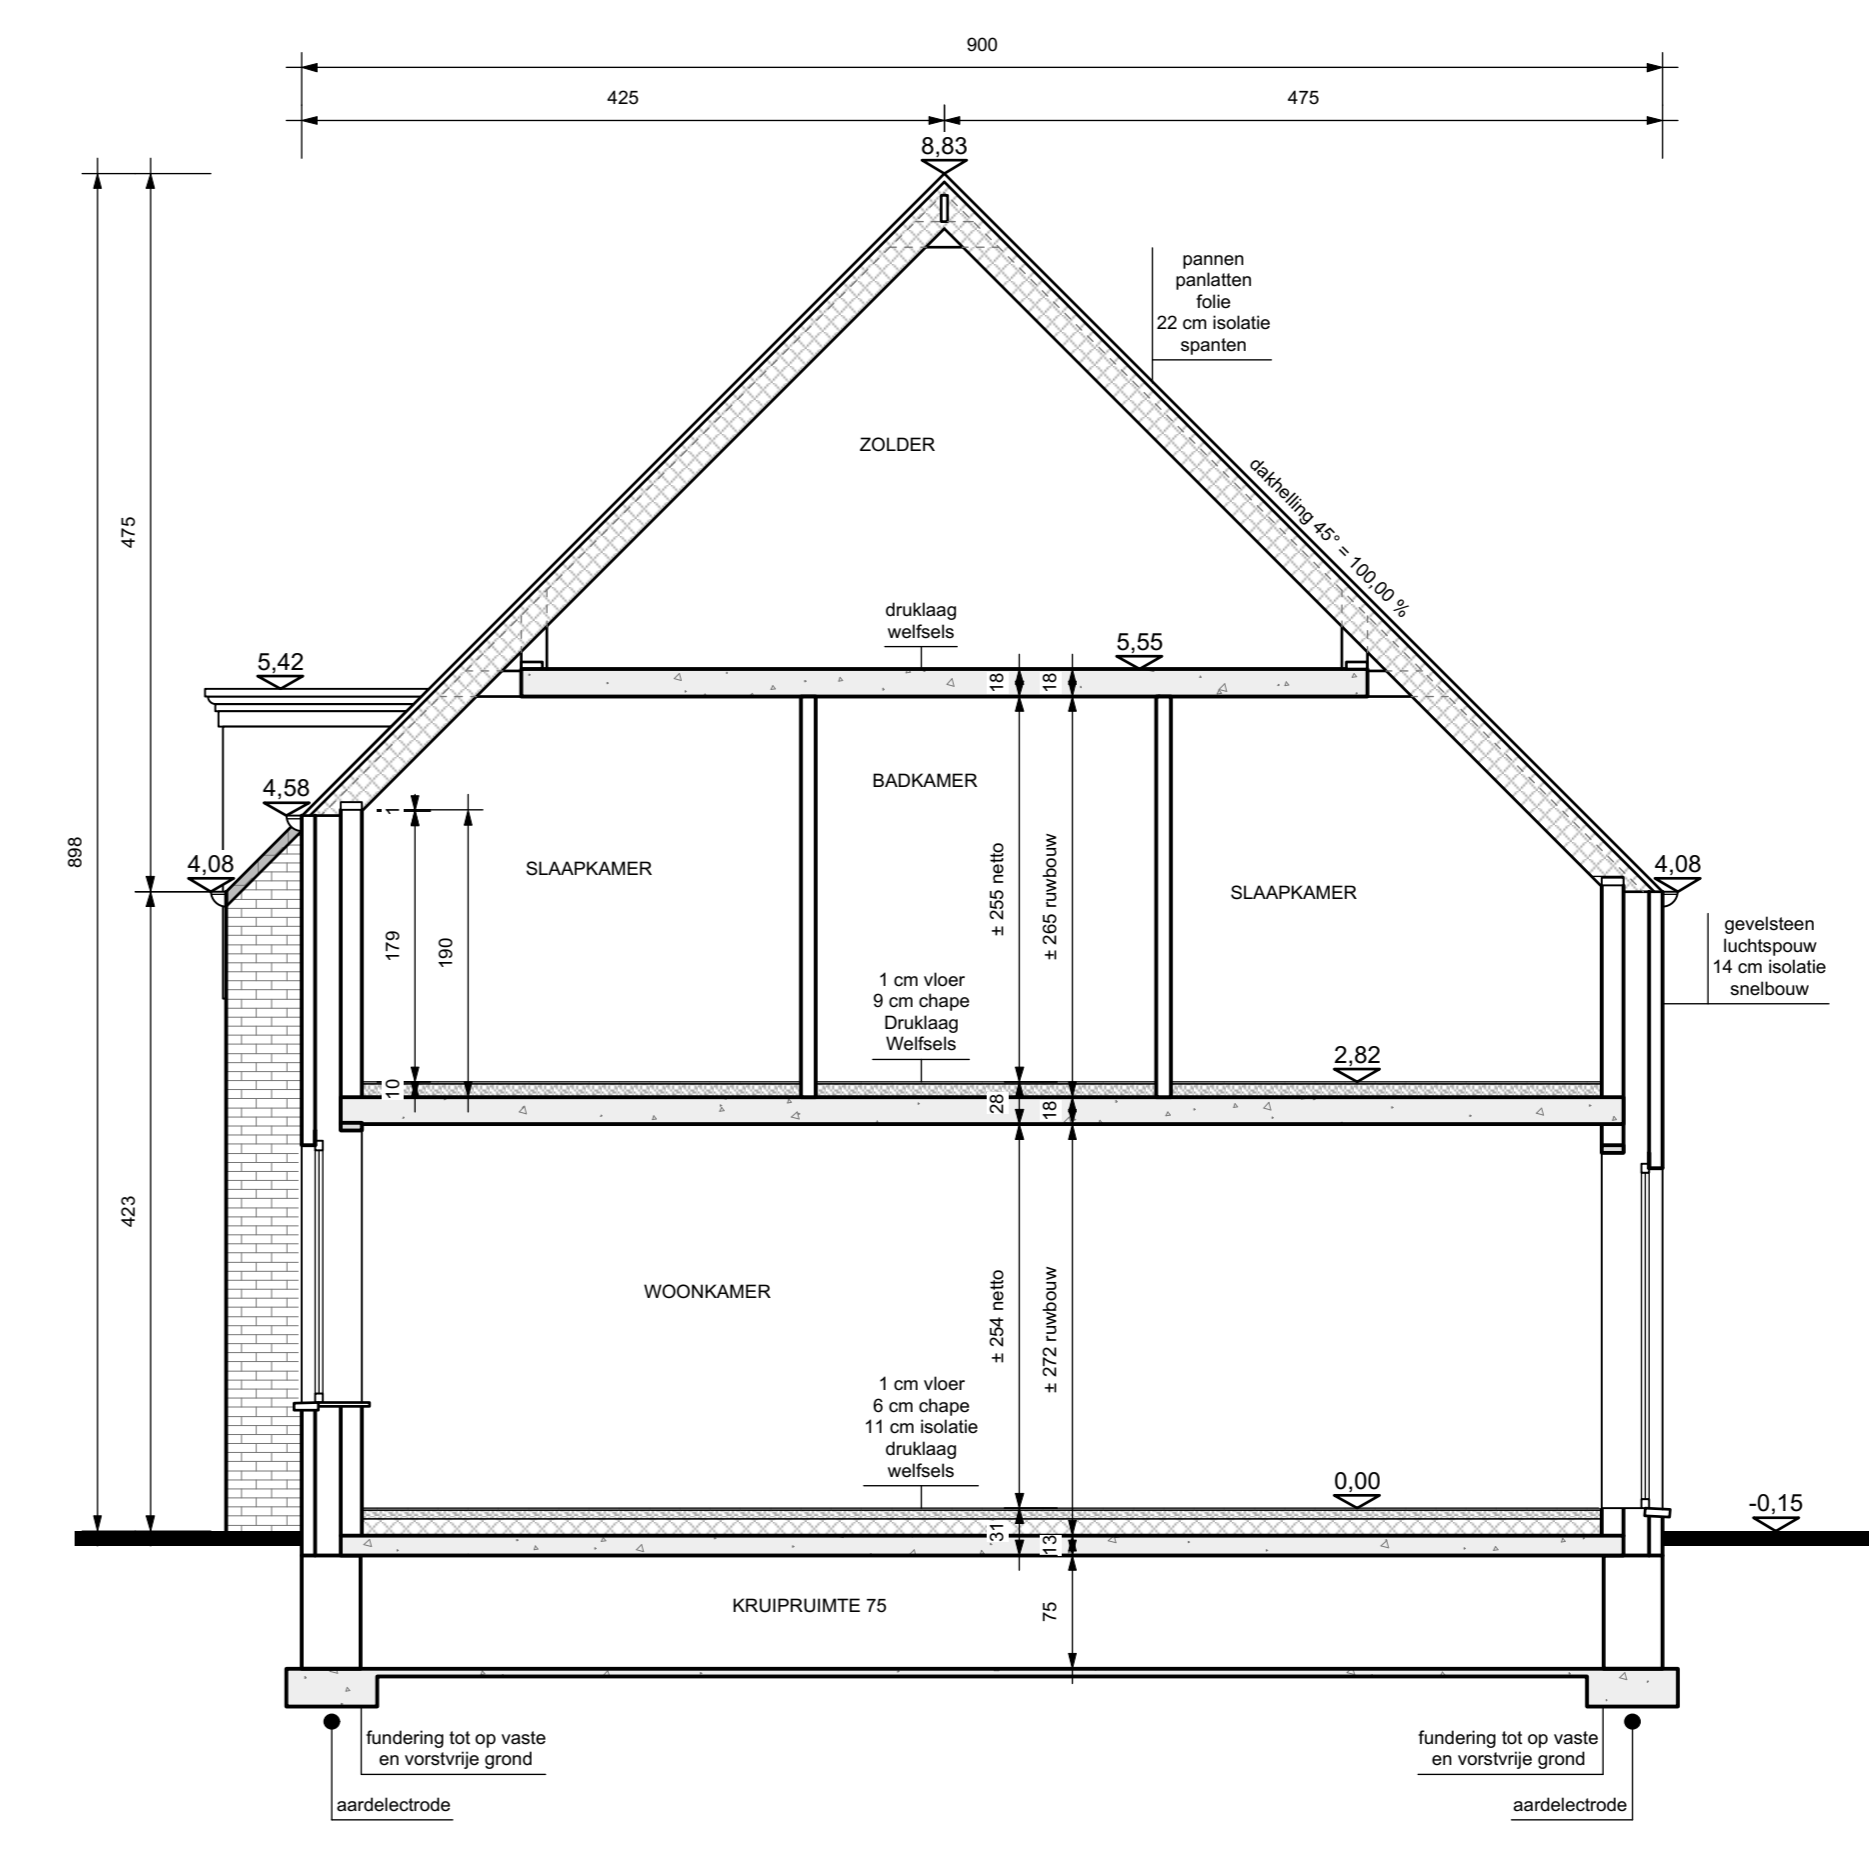 900
425
475
8,83
pannen
panlatten
folie
22 cm isolatie
spanten
ZOLDER
dakhelling 45° = 100,00 %
475
druklaag
welfsels
5,55
5,42
18
18
BADKAMER
4,58
1
4,08
898
SLAAPKAMER
SLAAPKAMER
4,08
179
190
± 255 netto
± 265 ruwbouw
gevelsteen
luchtspouw
14 cm isolatie
snelbouw
1 cm vloer
9 cm chape
Druklaag
Welfsels
2,82
10
28
18
423
WOONKAMER
± 254 netto
± 272 ruwbouw
1 cm vloer
6 cm chape
11 cm isolatie
druklaag
welfsels
0,00
-0,15
31
13
KRUIPRUIMTE 75
75
fundering tot op vaste
en vorstvrije grond
fundering tot op vaste
en vorstvrije grond
aardelectrode
aardelectrode